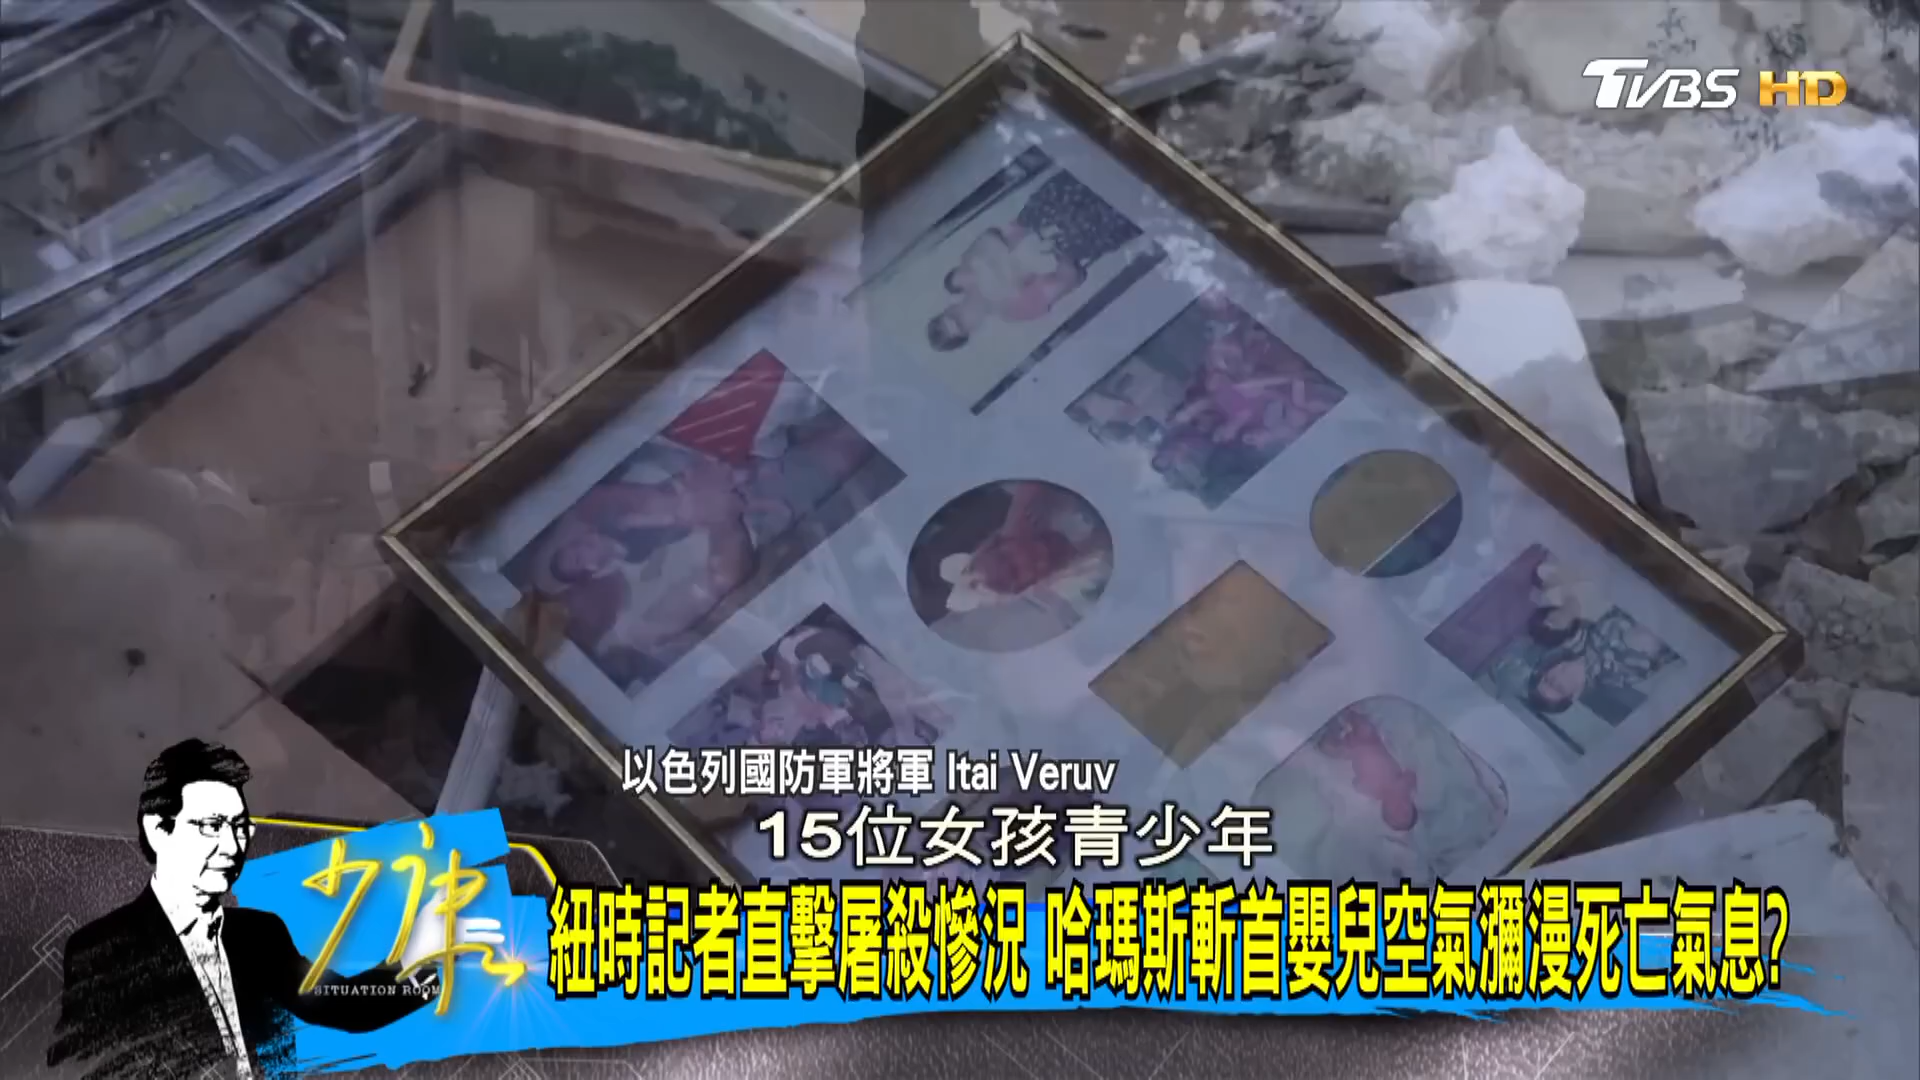 TVBS HD
以色列國防軍將軍 Itai Veruv
15位女孩青少年
少康
SITUATION ROOM
紐時記者直擊屠殺慘況 哈瑪斯斬首嬰兒空氣瀰漫死亡氣息?